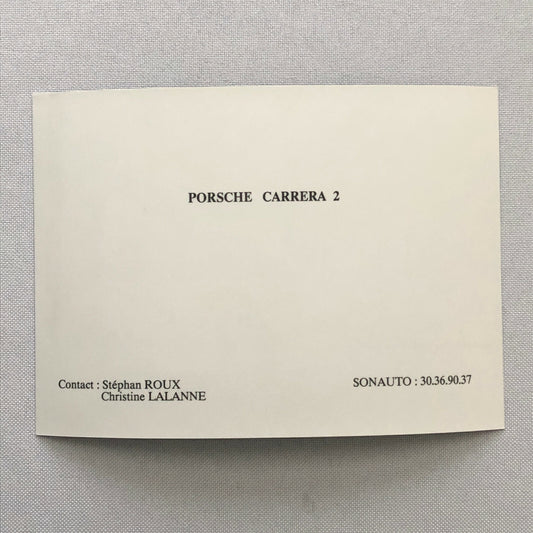 PORSCHE CARRERA 2
Contact : Stéphan ROUX
Christine LALANNE
SONAUTO : 30.36.90.37